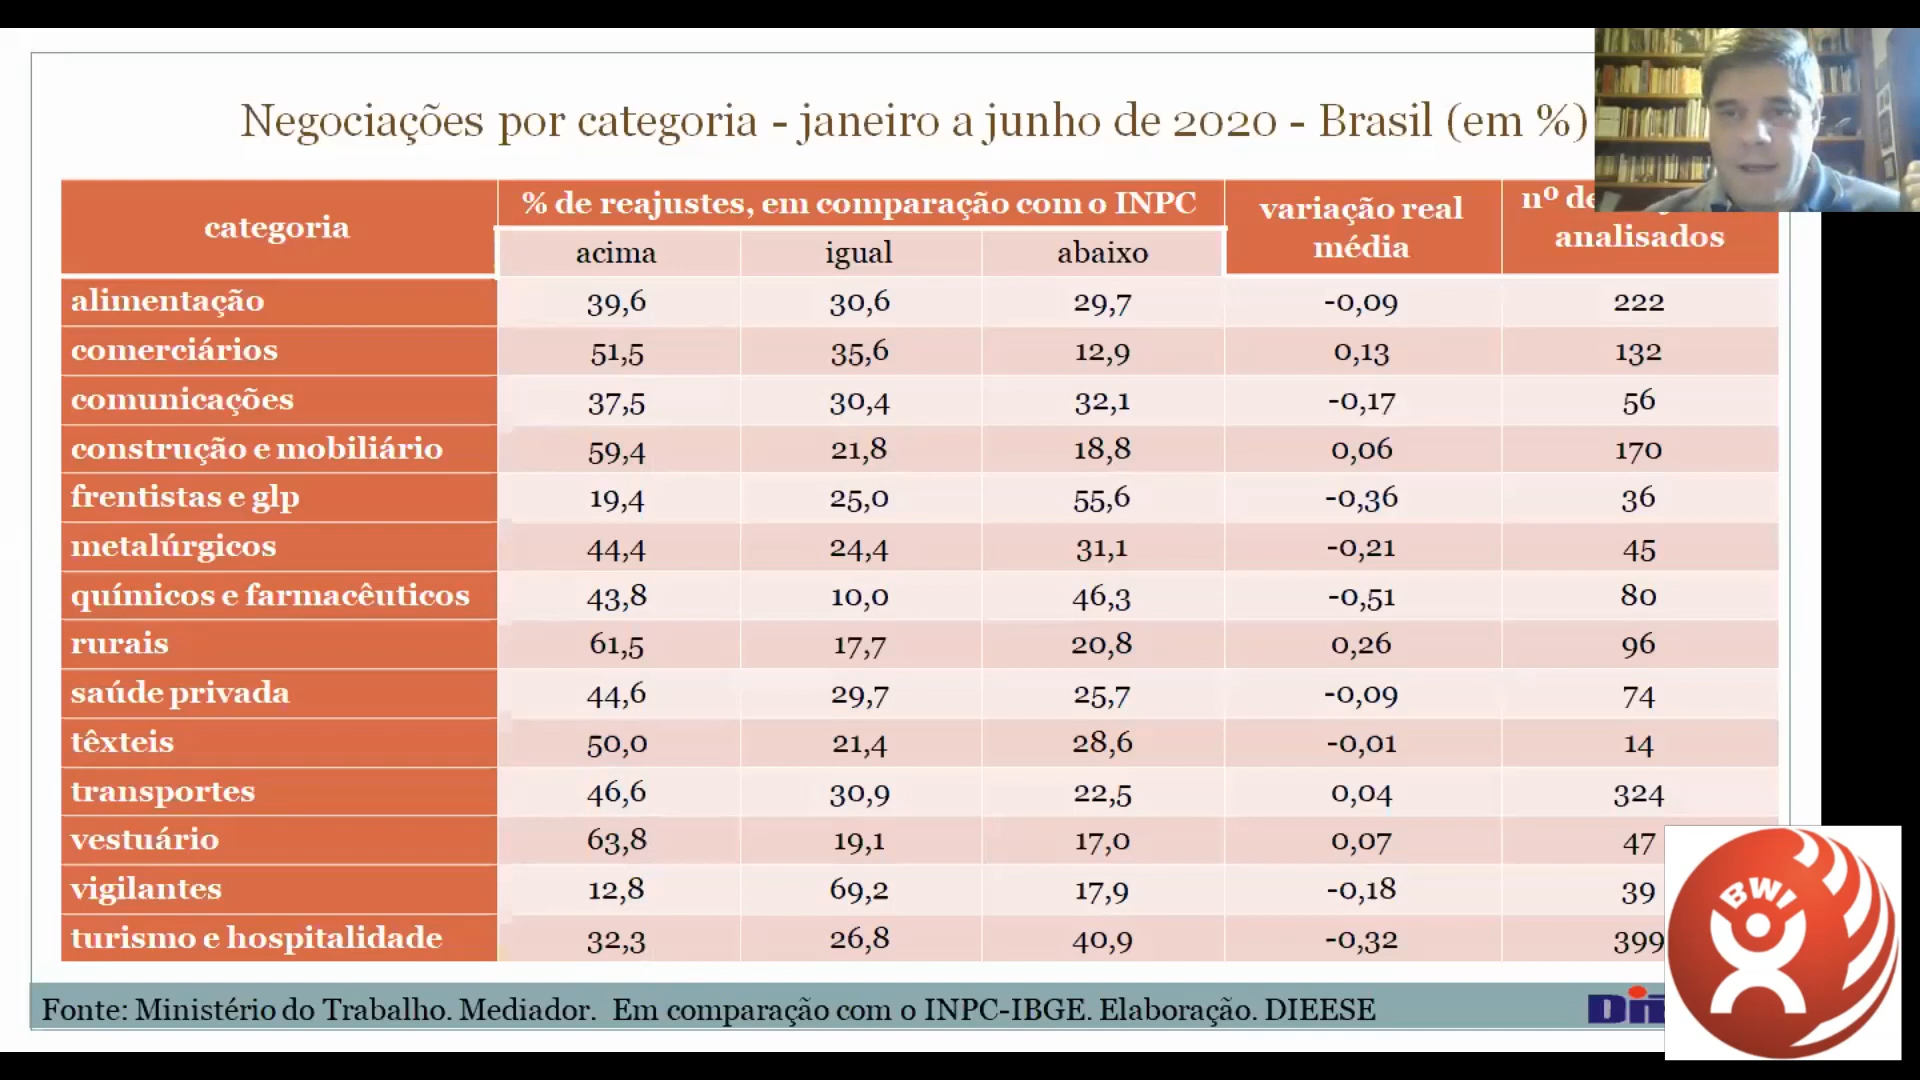 Negociações por categoria - janeiro a junho de 2020 - Brasil (em %)
categoria
% de reajustes, em comparação com o INPC
variação real
média
nº de
analisados
acima igual abaixo
alimentação 39,6 30,6 29,7 -0,09 222
comerciários 51,5 35,6 12,9 0,13 132
comunicações 37,5 30,4 32,1 -0,17 56
construção e mobiliário 59,4 21,8 18,8 0,06 170
frentistas e glp 19,4 25,0 55,6 -0,36 36
metalúrgicos 44,4 24,4 31,1 -0,21 45
químicos e farmacêuticos 43,8 10,0 46,3 -0,51 80
rurais 61,5 17,7 20,8 0,26 96
saúde privada 44,6 29,7 25,7 -0,09 74
têxteis 50,0 21,4 28,6 -0,01 14
transportes 46,6 30,9 22,5 0,04 324
vestuário 63,8 19,1 17,0 0,07 47
vigilantes 12,8 69,2 17,9 -0,18 39
turismo e hospitalidade 32,3 26,8 40,9 -0,32 399
BWI
Fonte: Ministério do Trabalho. Mediador. Em comparação com o INPC-IBGE. Elaboração. DIEESE